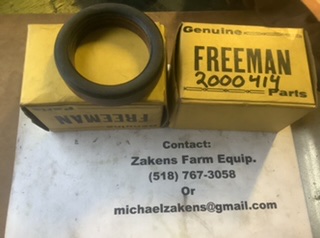 Genuine
FREEMAN
2000414
Parts
FREEMAN
Contact:
Zakens Farm Equip.
(518) 767-3058
Or
michaelzakens@gmail.com